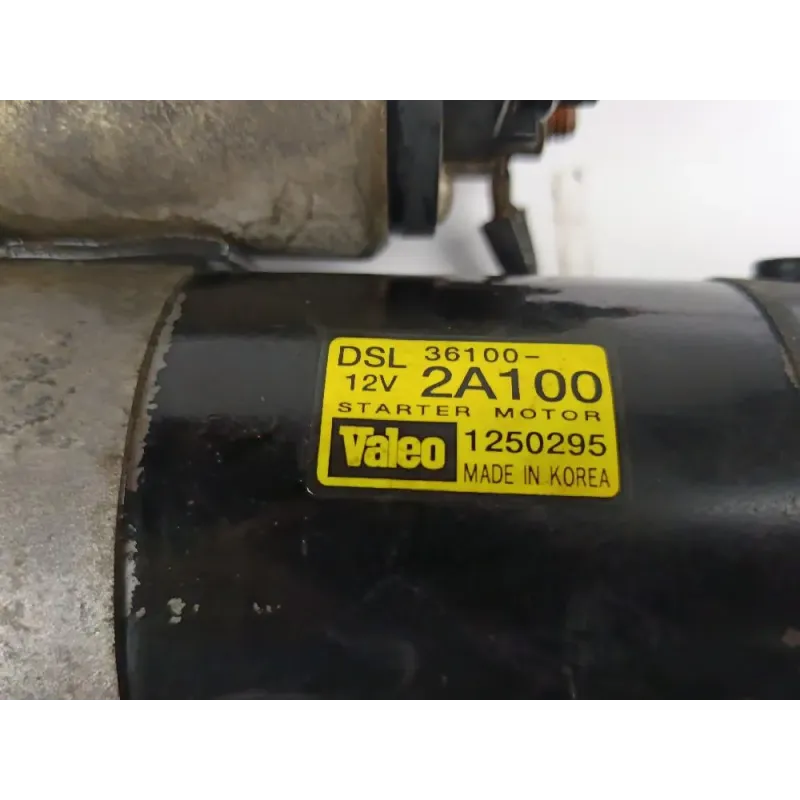 DSL 36100-
12V 2A100
STARTER MOTOR
Valeo 1250295
MADE IN KOREA